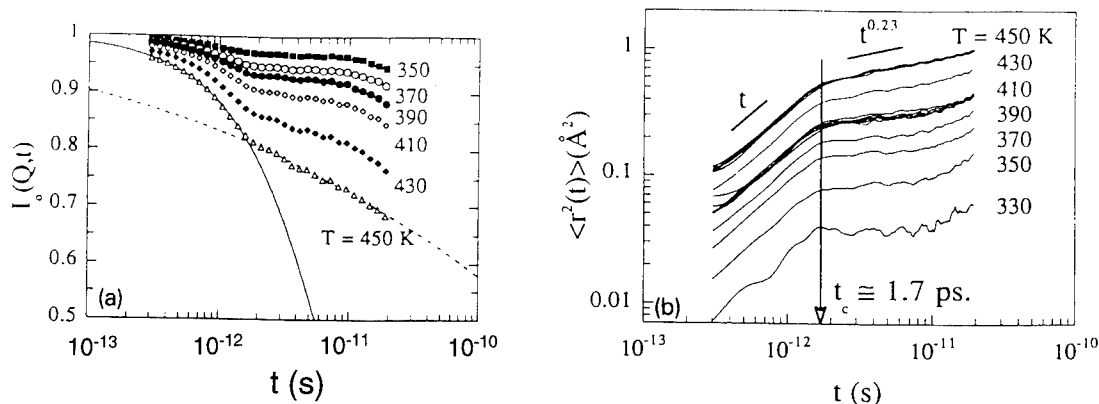 1
0.9
0.8
0.7
0.6
0.5
I_o(Q,t)
350
370
390
410
430
T = 450 K
(a)
10^-13
10^-12
10^-11
10^-10
t (s)
1
0.1
0.01
<r²(t)>(Å²)
t
t^0.23
T = 450 K
430
410
390
370
350
330
(b)
t_c ≅ 1.7 ps.
10^-13
10^-12
10^-11
10^-10
t (s)